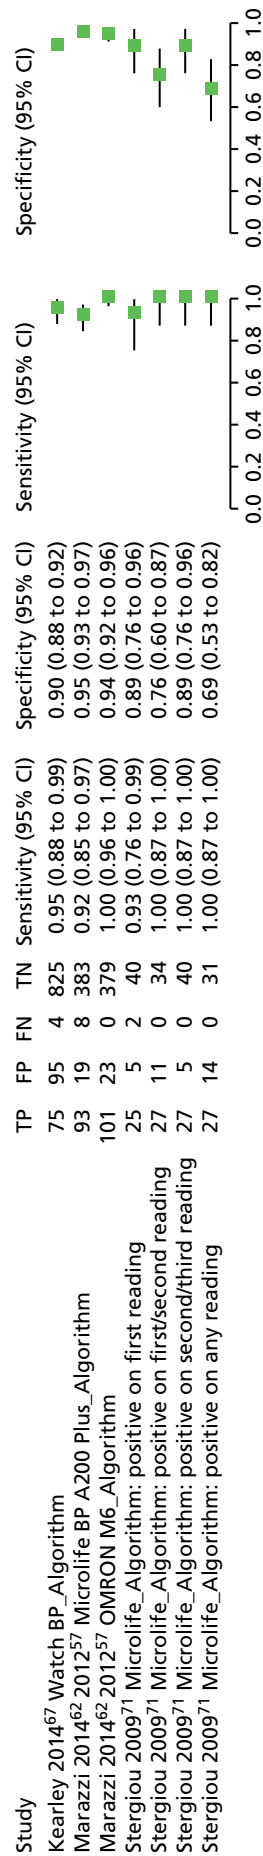 Study TP FP FN TN Sensitivity (95% CI) Specificity (95% CI) Sensitivity (95% CI) Specificity (95% CI)
Kearley 2014⁶⁷ Watch BP_Algorithm 75 95 4 825 0.95 (0.88 to 0.99) 0.90 (0.88 to 0.92)
Marazzi 2014⁶² 2012⁵⁷ Microlife BP A200 Plus_Algorithm 93 19 8 383 0.92 (0.85 to 0.97) 0.95 (0.93 to 0.97)
Marazzi 2014⁶² 2012⁵⁷ OMRON M6_Algorithm 101 23 0 379 1.00 (0.96 to 1.00) 0.94 (0.92 to 0.96)
Stergiou 2009⁷¹ Microlife_Algorithm: positive on first reading 25 5 2 40 0.93 (0.76 to 0.99) 0.89 (0.76 to 0.96)
Stergiou 2009⁷¹ Microlife_Algorithm: positive on first/second reading 27 11 0 34 1.00 (0.87 to 1.00) 0.76 (0.60 to 0.87)
Stergiou 2009⁷¹ Microlife_Algorithm: positive on second/third reading 27 5 0 40 1.00 (0.87 to 1.00) 0.89 (0.76 to 0.96)
Stergiou 2009⁷¹ Microlife_Algorithm: positive on any reading 27 14 0 31 1.00 (0.87 to 1.00) 0.69 (0.53 to 0.82)
0.0 0.2 0.4 0.6 0.8 1.0 0.0 0.2 0.4 0.6 0.8 1.0